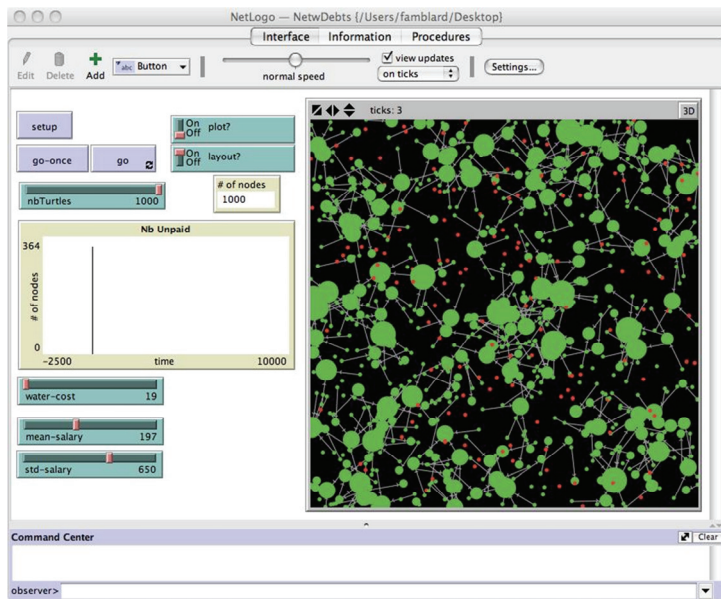 NetLogo — NetwDebts {/Users/famblard/Desktop}
Interface Information Procedures
Edit Delete Add abc Button normal speed view updates on ticks Settings...
ticks: 3 3D
setup
On Off plot?
go-once go
On Off layout?
nbTurtles 1000
# of nodes
1000
Nb Unpaid
364
# of nodes
0
-2500 time 10000
water-cost 19
mean-salary 197
std-salary 650
Command Center Clear
observer>